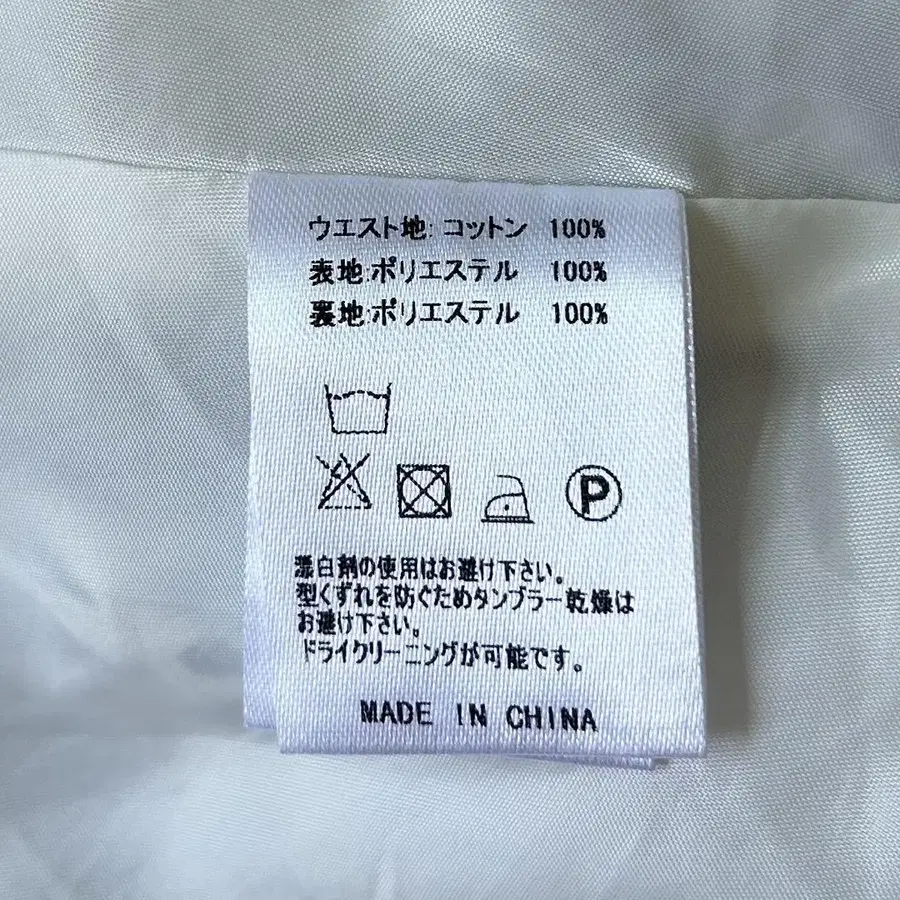 ウエスト地: コットン 100%
表地:ポリエステル 100%
裏地:ポリエステル 100%
P
漂白剤の使用はお避け下さい。
型くずれを防ぐためタンブラー乾燥は
お避け下さい。
ドライクリーニングが可能です。
MADE IN CHINA